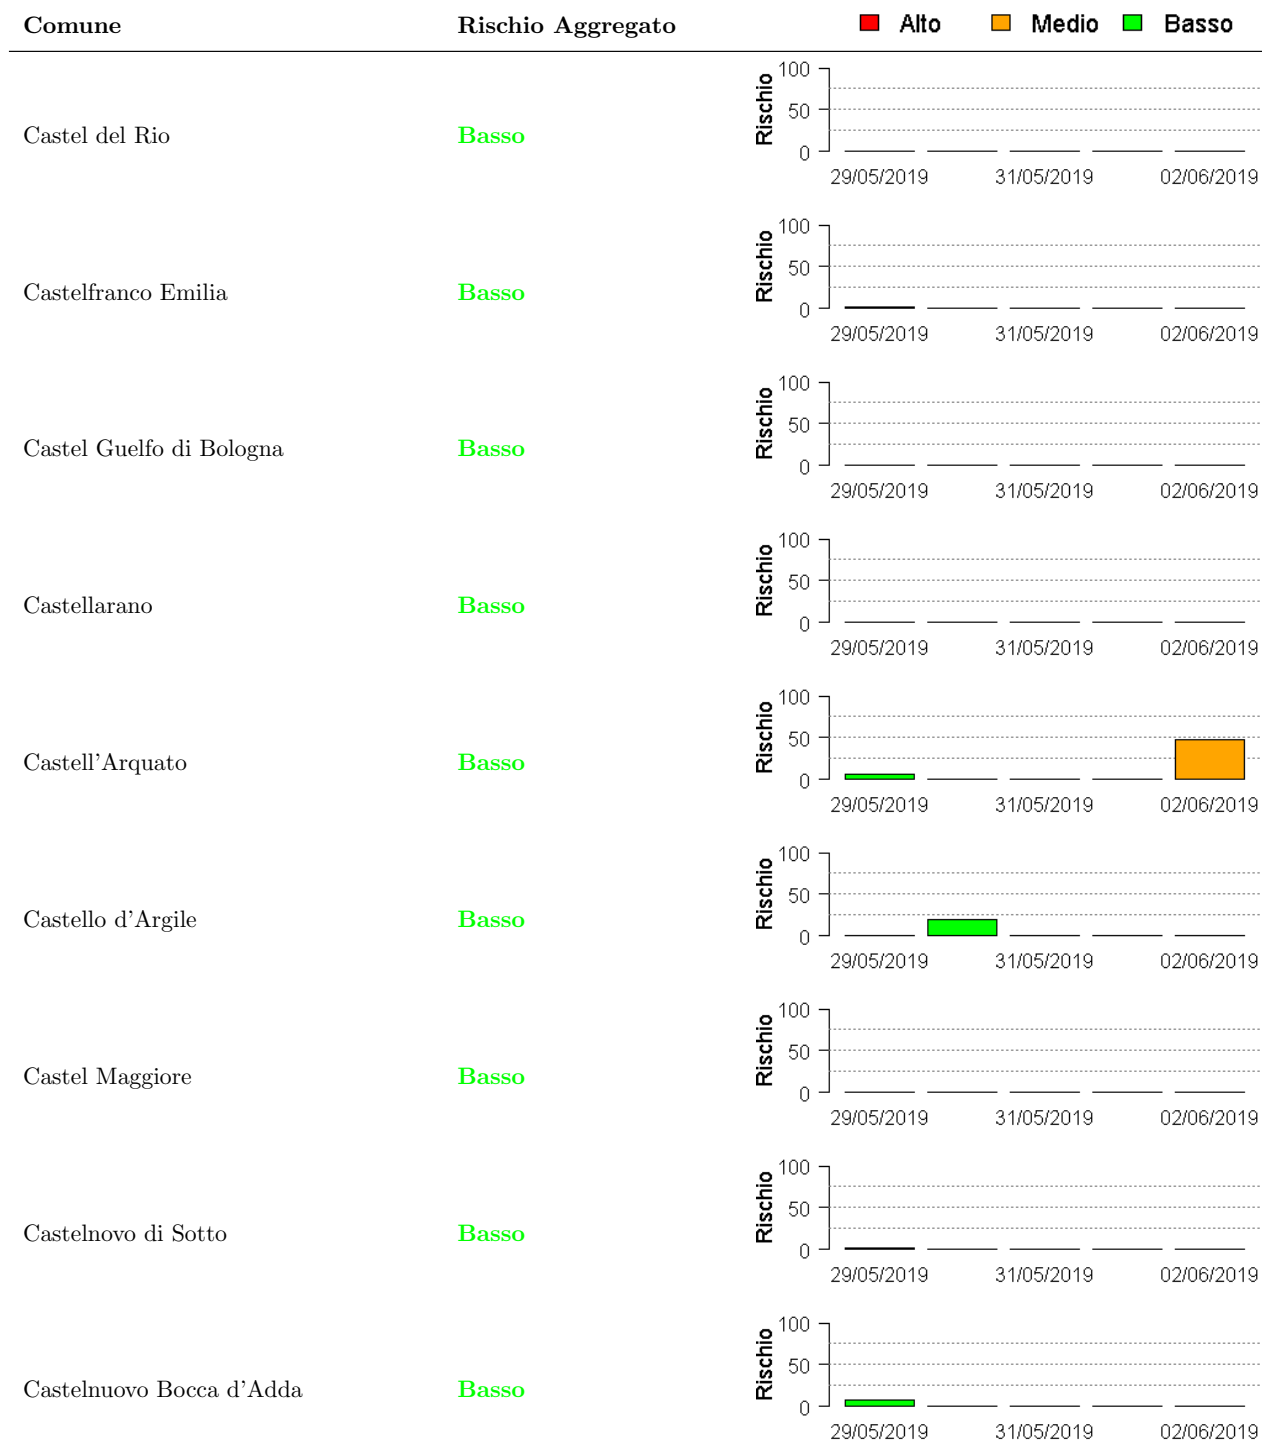 Comune Rischio Aggregato Alto Medio Basso
100
50
0
Rischio
Castel del Rio Basso
29/05/2019 31/05/2019 02/06/2019
100
50
0
Rischio
Castelfranco Emilia Basso
29/05/2019 31/05/2019 02/06/2019
100
50
0
Rischio
Castel Guelfo di Bologna Basso
29/05/2019 31/05/2019 02/06/2019
100
50
0
Rischio
Castellarano Basso
29/05/2019 31/05/2019 02/06/2019
100
50
0
Rischio
Castell'Arquato Basso
29/05/2019 31/05/2019 02/06/2019
100
50
0
Rischio
Castello d'Argile Basso
29/05/2019 31/05/2019 02/06/2019
100
50
0
Rischio
Castel Maggiore Basso
29/05/2019 31/05/2019 02/06/2019
100
50
0
Rischio
Castelnovo di Sotto Basso
29/05/2019 31/05/2019 02/06/2019
100
50
0
Rischio
Castelnuovo Bocca d'Adda Basso
29/05/2019 31/05/2019 02/06/2019